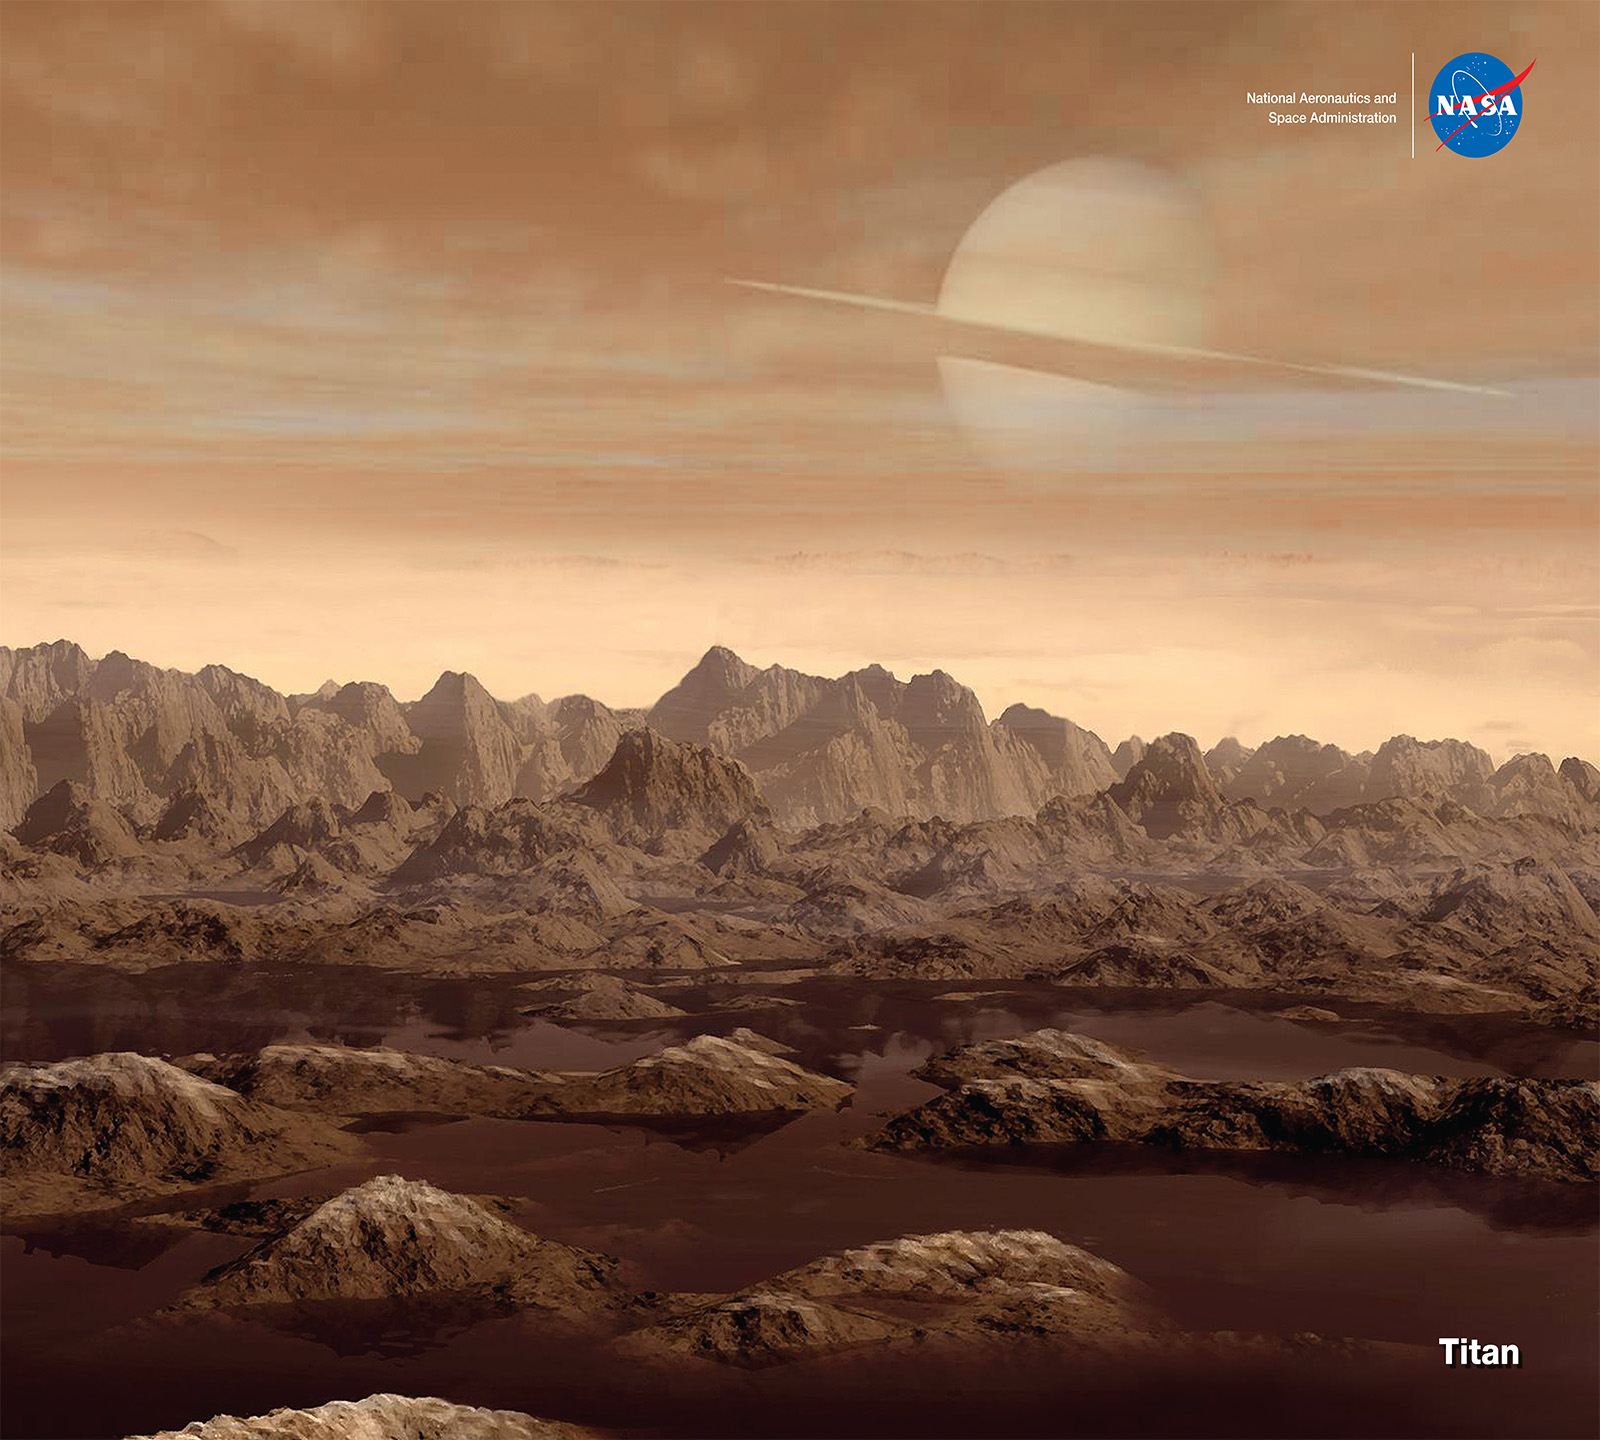 National Aeronautics and
Space Administration
NASA
Titan